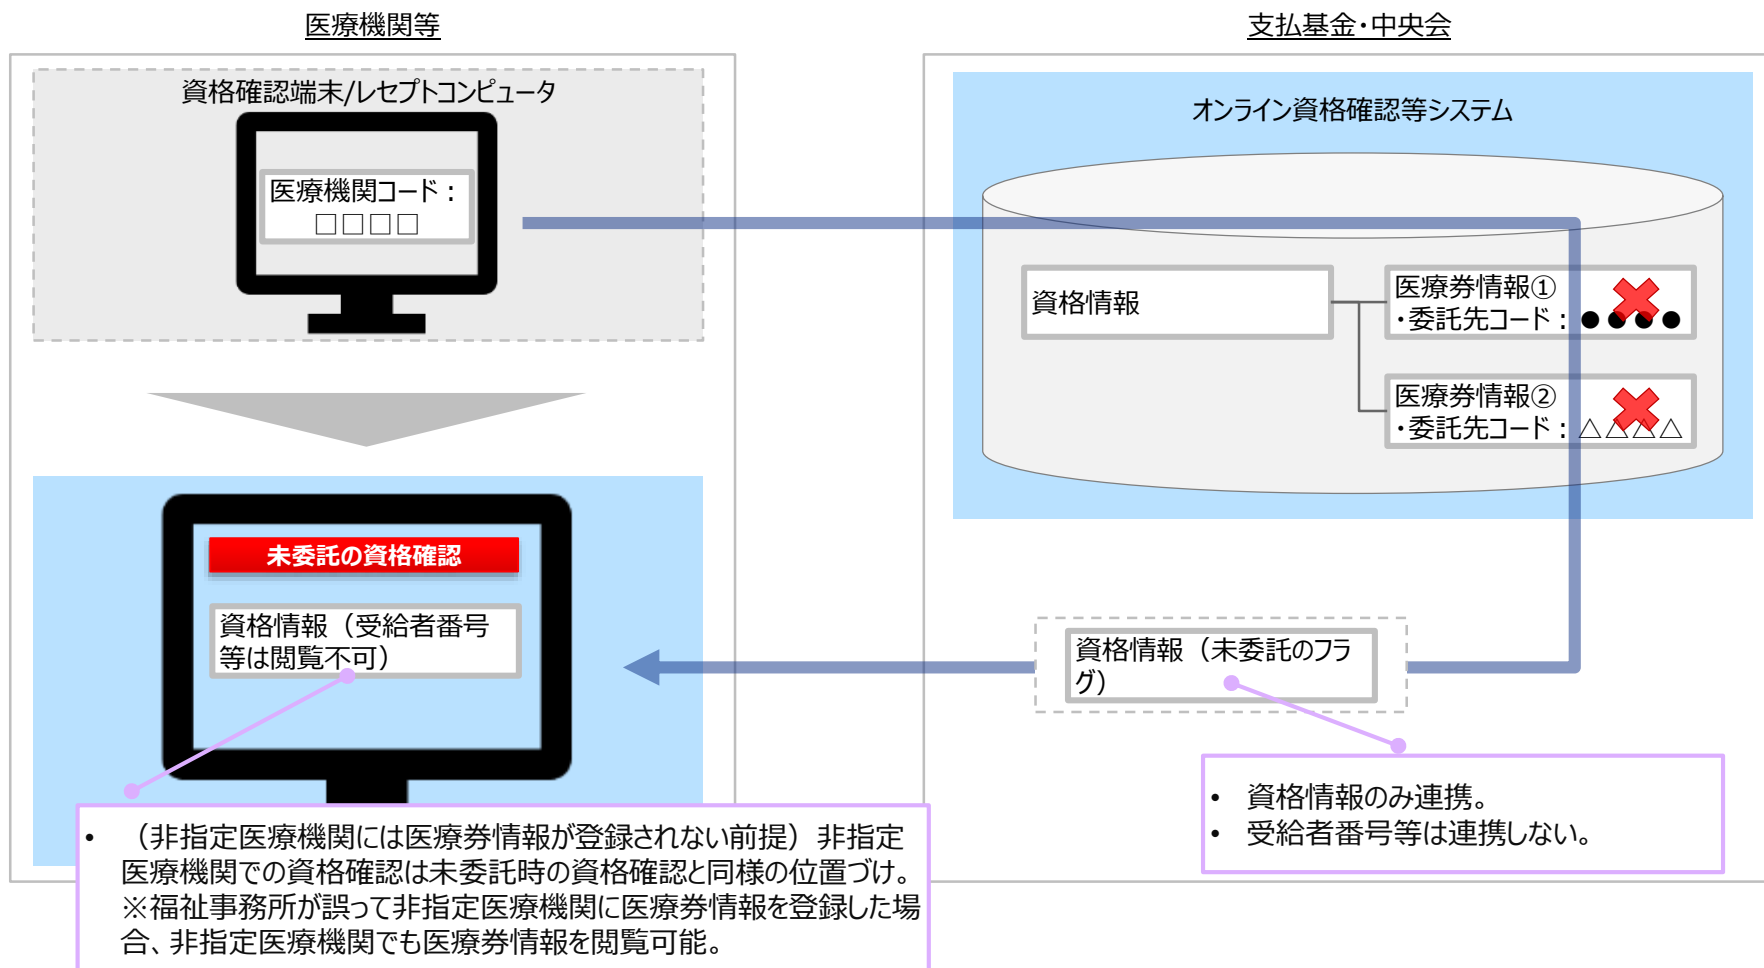 医療機関等
資格確認端末/レセプトコンピュータ
医療機関コード：
□□□□
未委託の資格確認
資格情報（受給者番号
等は閲覧不可）
• （非指定医療機関には医療券情報が登録されない前提）非指定
医療機関での資格確認は未委託時の資格確認と同様の位置づけ。
※福祉事務所が誤って非指定医療機関に医療券情報を登録した場
合、非指定医療機関でも医療券情報を閲覧可能。
支払基金・中央会
オンライン資格確認等システム
資格情報
医療券情報①
・委託先コード：●●●●
医療券情報②
・委託先コード：△△△△
資格情報（未委託のフラ
グ）
• 資格情報のみ連携。
• 受給者番号等は連携しない。